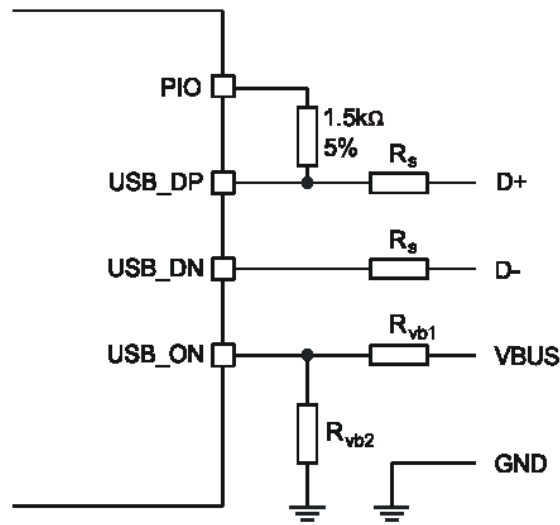 PIO
1.5kΩ
5%
USB_DP
Rs
D+
USB_DN
Rs
D-
USB_ON
Rvb1
VBUS
Rvb2
GND